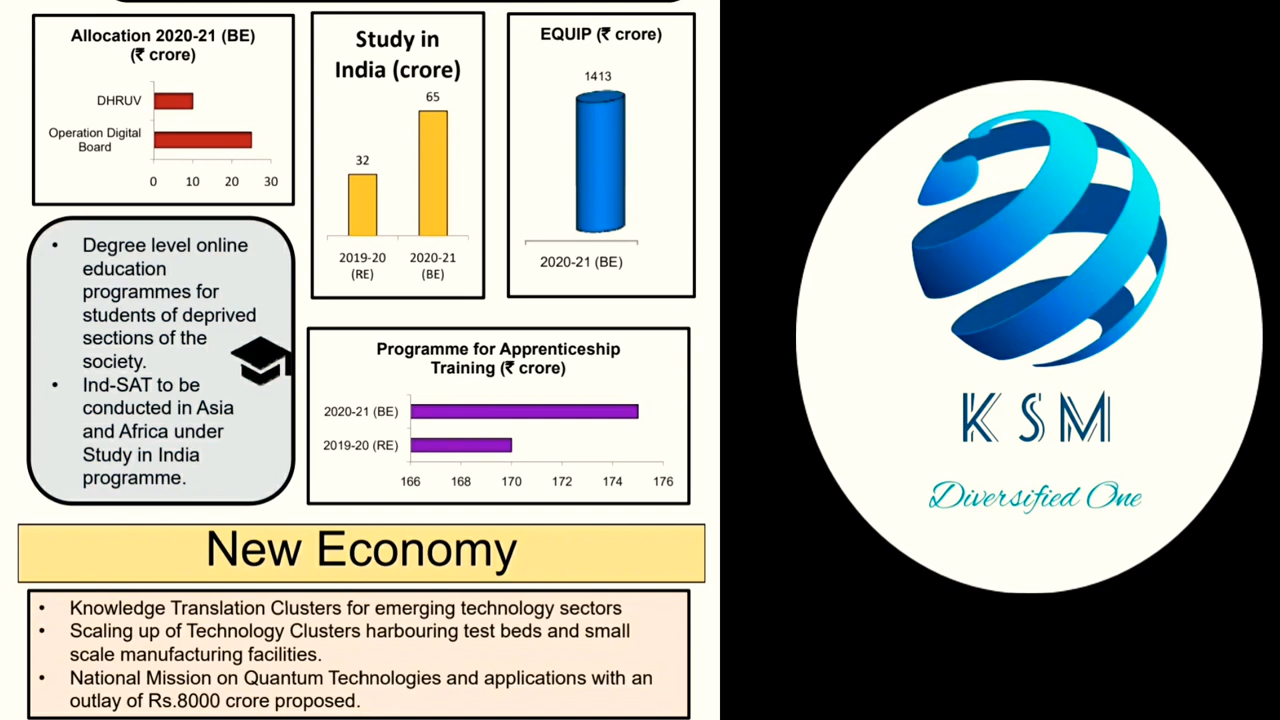 Allocation 2020-21 (BE)
(₹ crore)
DHRUV
Operation Digital
Board
0 10 20 30
Study in
India (crore)
65
32
2019-20 2020-21
(RE) (BE)
EQUIP (₹ crore)
1413
2020-21 (BE)
• Degree level online
education
programmes for
students of deprived
sections of the
society.
• Ind-SAT to be
conducted in Asia
and Africa under
Study in India
programme.
Programme for Apprenticeship
Training (₹ crore)
2020-21 (BE)
2019-20 (RE)
166 168 170 172 174 176
New Economy
• Knowledge Translation Clusters for emerging technology sectors
• Scaling up of Technology Clusters harbouring test beds and small
scale manufacturing facilities.
• National Mission on Quantum Technologies and applications with an
outlay of Rs.8000 crore proposed.
KSM
Diversified One